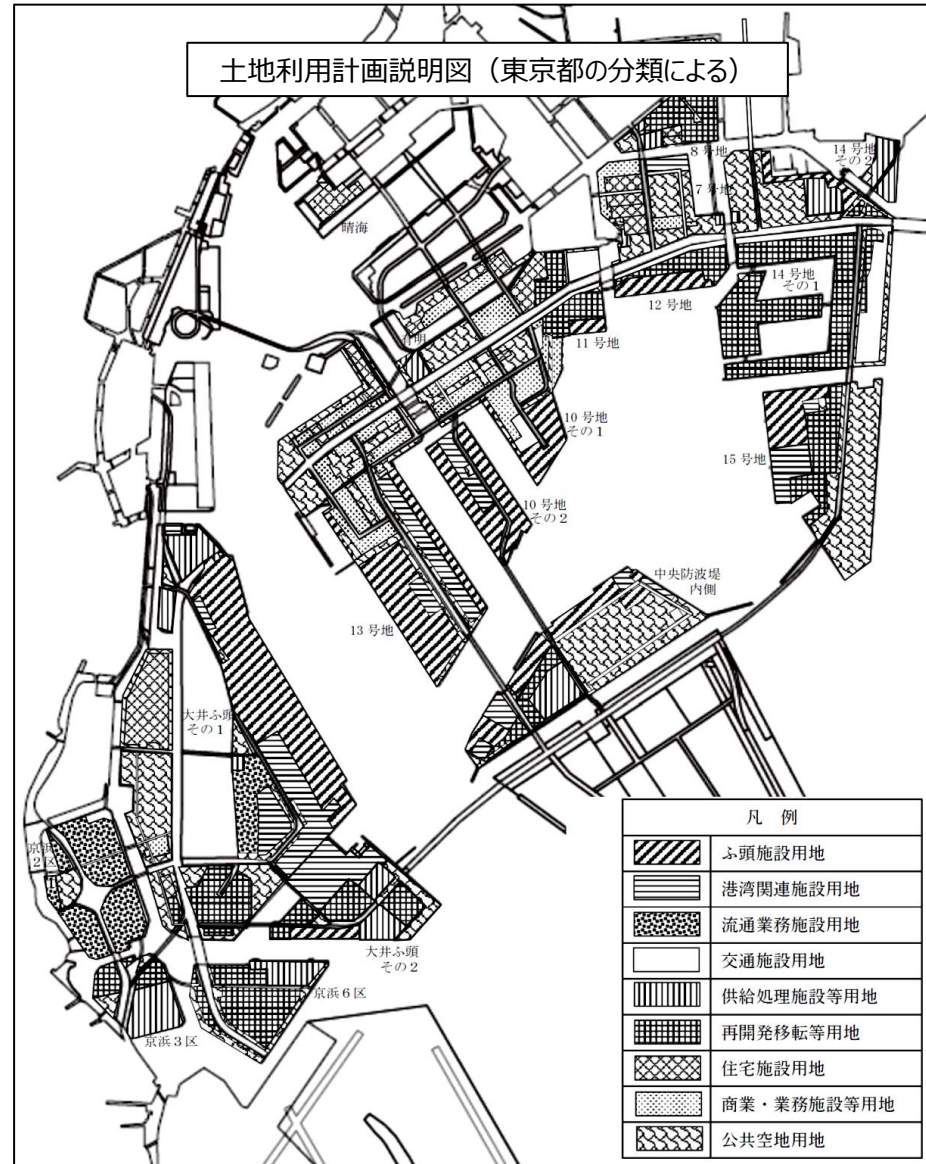 土地利用計画説明図（東京都の分類による）
8号地
14号地
その2
7号地
晴海
14号地
その1
12号地
11号地
有明
10号地
その1
15号地
10号地
その2
中央防波堤
内側
13号地
大井ふ頭
その1
京浜
2区
大井ふ頭
その2
京浜6区
京浜3区
凡例
ふ頭施設用地
港湾関連施設用地
流通業務施設用地
交通施設用地
供給処理施設等用地
再開発移転等用地
住宅施設用地
商業・業務施設等用地
公共空地用地